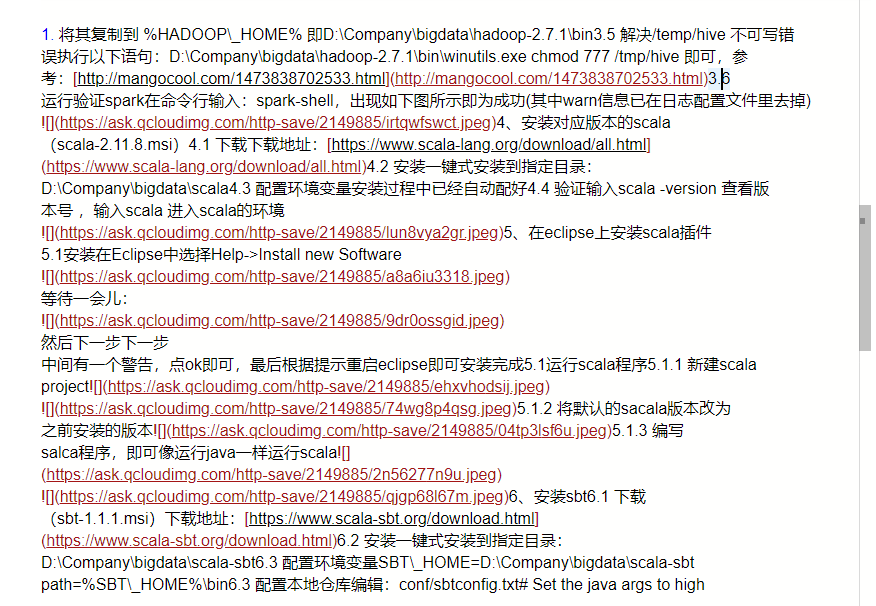 1. 将其复制到 %HADOOP\_HOME% 即D:\Company\bigdata\hadoop-2.7.1\bin3.5 解决/temp/hive 不可写错
误执行以下语句：D:\Company\bigdata\hadoop-2.7.1\bin\winutils.exe chmod 777 /tmp/hive 即可，参
考：[http://mangocool.com/1473838702533.html](http://mangocool.com/1473838702533.html)3.6
运行验证spark在命令行输入：spark-shell，出现如下图所示即为成功(其中warn信息已在日志配置文件里去掉)
![](https://ask.qcloudimg.com/http-save/2149885/irtqwfswct.jpeg)4、安装对应版本的scala
（scala-2.11.8.msi）4.1 下载下载地址：[https://www.scala-lang.org/download/all.html]
(https://www.scala-lang.org/download/all.html)4.2 安装一键式安装到指定目录：
D:\Company\bigdata\scala4.3 配置环境变量安装过程中已经自动配好4.4 验证输入scala -version 查看版
本号 ，输入scala 进入scala的环境
![](https://ask.qcloudimg.com/http-save/2149885/lun8vya2gr.jpeg)5、在eclipse上安装scala插件
5.1安装在Eclipse中选择Help->Install new Software
![](https://ask.qcloudimg.com/http-save/2149885/a8a6iu3318.jpeg)
等待一会儿：
![](https://ask.qcloudimg.com/http-save/2149885/9dr0ossgid.jpeg)
然后下一步下一步
中间有一个警告，点ok即可，最后根据提示重启eclipse即可安装完成5.1运行scala程序5.1.1 新建scala
project![](https://ask.qcloudimg.com/http-save/2149885/ehxvhodsij.jpeg)
![](https://ask.qcloudimg.com/http-save/2149885/74wg8p4qsg.jpeg)5.1.2 将默认的sacala版本改为
之前安装的版本![](https://ask.qcloudimg.com/http-save/2149885/04tp3lsf6u.jpeg)5.1.3 编写
salca程序，即可像运行java一样运行scala![]
(https://ask.qcloudimg.com/http-save/2149885/2n56277n9u.jpeg)
![](https://ask.qcloudimg.com/http-save/2149885/qjgp68l67m.jpeg)6、安装sbt6.1 下载
（sbt-1.1.1.msi）下载地址：[https://www.scala-sbt.org/download.html]
(https://www.scala-sbt.org/download.html)6.2 安装一键式安装到指定目录：
D:\Company\bigdata\scala-sbt6.3 配置环境变量SBT\_HOME=D:\Company\bigdata\scala-sbt
path=%SBT\_HOME%\bin6.3 配置本地仓库编辑：conf/sbtconfig.txt# Set the java args to high